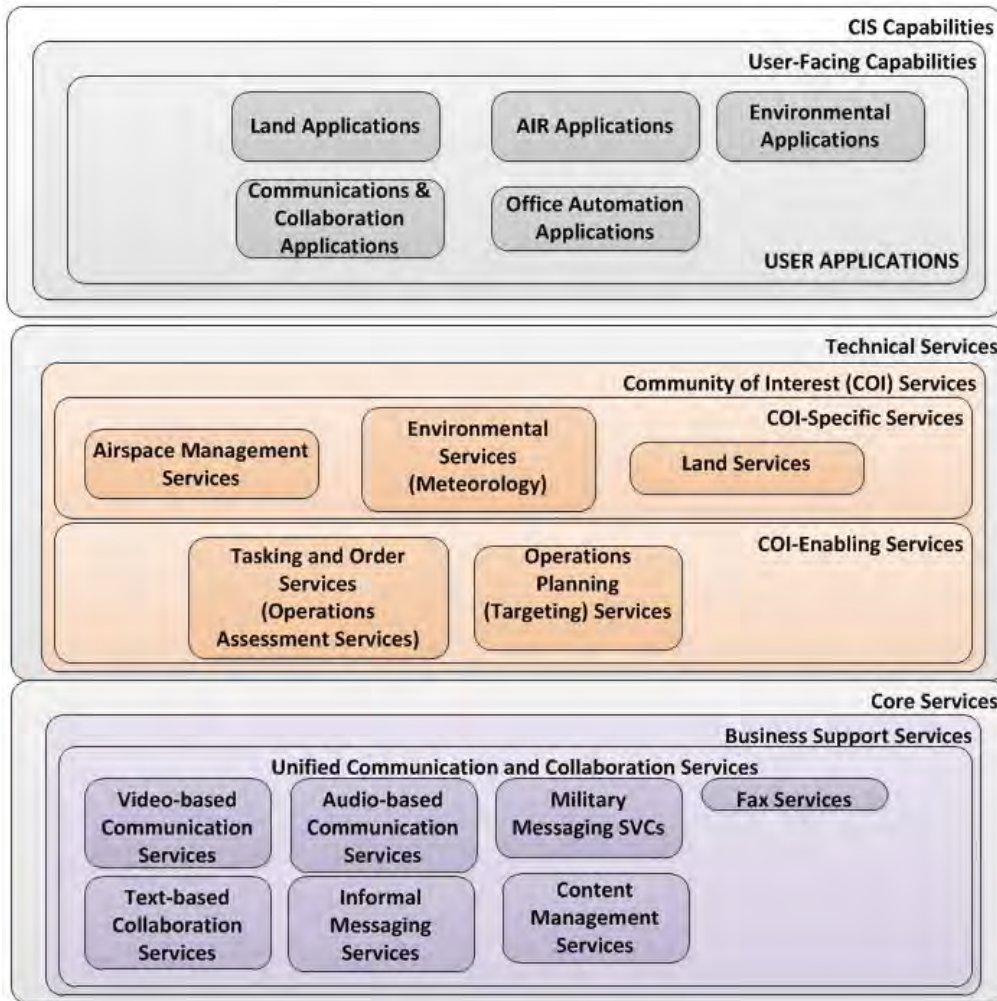 CIS Capabilities
User-Facing Capabilities
Land Applications
AIR Applications
Environmental
Applications
Communications &
Collaboration
Applications
Office Automation
Applications
USER APPLICATIONS
Technical Services
Community of Interest (COI) Services
COI-Specific Services
Airspace Management
Services
Environmental
Services
(Meteorology)
Land Services
COI-Enabling Services
Tasking and Order
Services
(Operations
Assessment Services)
Operations
Planning
(Targeting) Services
Core Services
Business Support Services
Unified Communication and Collaboration Services
Video-based
Communication
Services
Audio-based
Communication
Services
Military
Messaging SVCs
Fax Services
Text-based
Collaboration
Services
Informal
Messaging
Services
Content
Management
Services